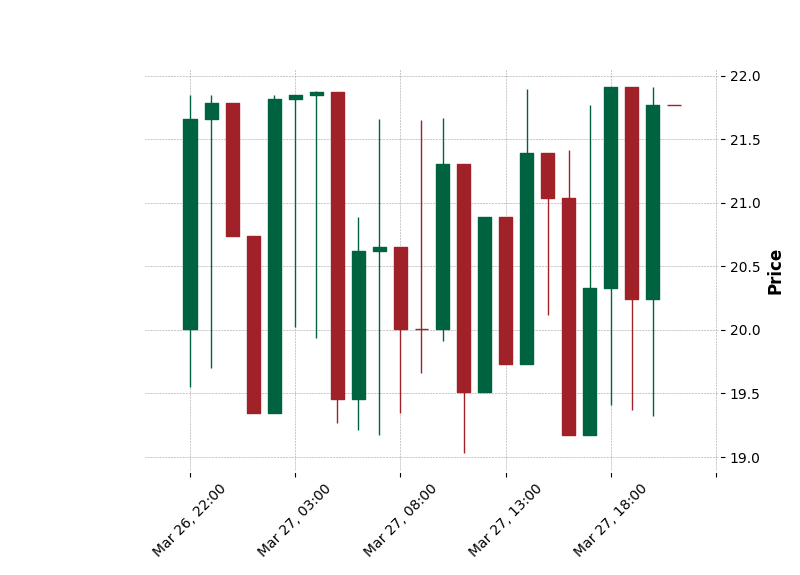 22.0
21.5
21.0
20.5
20.0
19.5
19.0
Price
Mar 26, 22:00
Mar 27, 03:00
Mar 27, 08:00
Mar 27, 13:00
Mar 27, 18:00